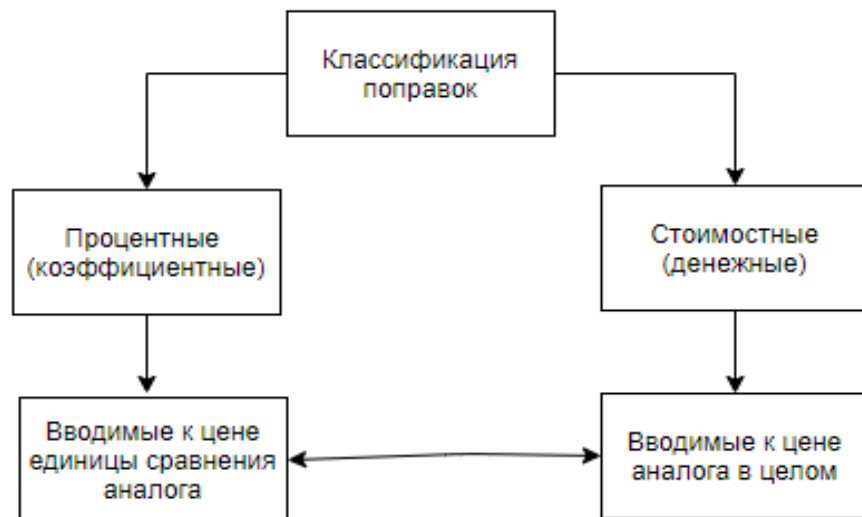 Классификация
поправок
Процентные
(коэффициентные)
Стоимостные
(денежные)
Вводимые к цене
единицы сравнения
аналога
Вводимые к цене
аналога в целом